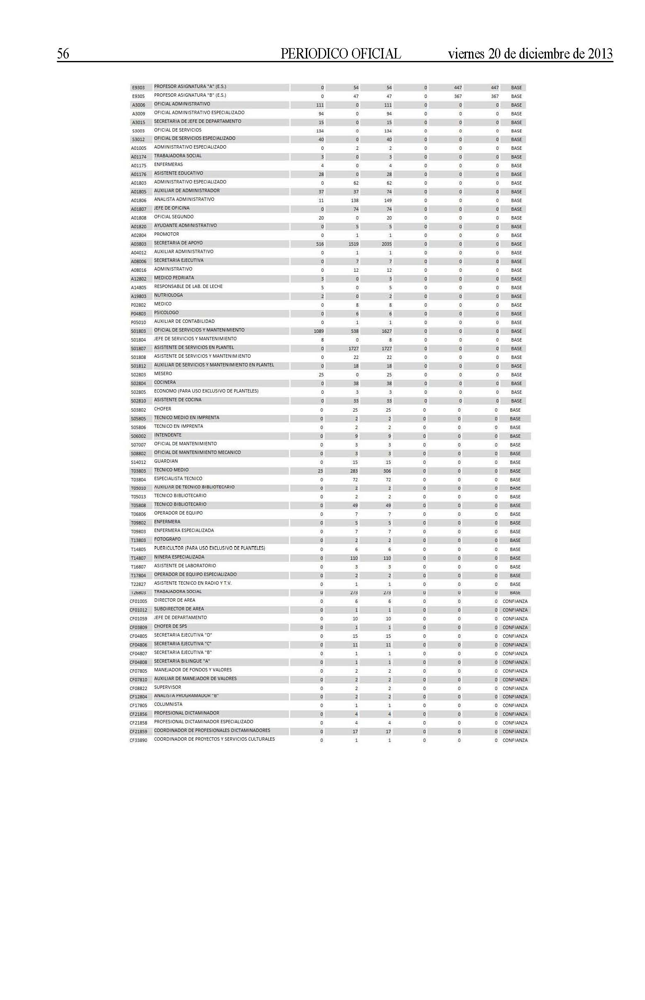 56 PERIODICO OFICIAL viernes 20 de diciembre de 2013
E9303 PROFESOR ASIGNATURA "A" (E.S.) 0 54 54 0 447 447 BASE
E9305 PROFESOR ASIGNATURA "B" (E.S.) 0 47 47 0 367 367 BASE
A3006 OFICIAL ADMINISTRATIVO 111 0 111 0 0 0 BASE
A3009 OFICIAL ADMINISTRATIVO ESPECIALIZADO 94 0 94 0 0 0 BASE
A3015 SECRETARIA DE JEFE DE DEPARTAMENTO 15 0 15 0 0 0 BASE
S3003 OFICIAL DE SERVICIOS 134 0 134 0 0 0 BASE
S3012 OFICIAL DE SERVICIOS ESPECIALIZADO 40 0 40 0 0 0 BASE
A01005 ADMINISTRATIVO ESPECIALIZADO 0 2 2 0 0 0 BASE
A01174 TRABAJADORA SOCIAL 3 0 3 0 0 0 BASE
A01175 ENFERMERAS 4 0 4 0 0 0 BASE
A01176 ASISTENTE EDUCATIVO 28 0 28 0 0 0 BASE
A01803 ADMINISTRATIVO ESPECIALIZADO 0 62 62 0 0 0 BASE
A01805 AUXILIAR DE ADMINISTRADOR 37 37 74 0 0 0 BASE
A01806 ANALISTA ADMINISTRATIVO 11 138 149 0 0 0 BASE
A01807 JEFE DE OFICINA 0 74 74 0 0 0 BASE
A01808 OFICIAL SEGUNDO 20 0 20 0 0 0 BASE
A01820 AYUDANTE ADMINISTRATIVO 0 5 5 0 0 0 BASE
A02804 PROMOTOR 0 1 1 0 0 0 BASE
A03803 SECRETARIA DE APOYO 516 1519 2035 0 0 0 BASE
A04012 AUXILIAR ADMINISTRATIVO 0 1 1 0 0 0 BASE
A08006 SECRETARIA EJECUTIVA 0 7 7 0 0 0 BASE
A08016 ADMINISTRATIVO 0 12 12 0 0 0 BASE
A12802 MEDICO PEDRIATA 3 0 3 0 0 0 BASE
A14805 RESPONSABLE DE LAB. DE LECHE 5 0 5 0 0 0 BASE
A19803 NUTRIOLOGA 2 0 2 0 0 0 BASE
P02802 MEDICO 0 8 8 0 0 0 BASE
P04803 PSICOLOGO 0 6 6 0 0 0 BASE
P05010 AUXILIAR DE CONTABILIDAD 0 1 1 0 0 0 BASE
S01803 OFICIAL DE SERVICIOS Y MANTENIMIENTO 1089 538 1627 0 0 0 BASE
S01804 JEFE DE SERVICIOS Y MANTENIMIENTO 8 0 8 0 0 0 BASE
S01807 ASISTENTE DE SERVICIOS EN PLANTEL 0 1727 1727 0 0 0 BASE
S01808 ASISTENTE DE SERVICIOS Y MANTENIMIENTO 0 22 22 0 0 0 BASE
S01812 AUXILIAR DE SERVICIOS Y MANTENIMIENTO EN PLANTEL 0 18 18 0 0 0 BASE
S02803 MESERO 25 0 25 0 0 0 BASE
S02804 COCINERA 0 38 38 0 0 0 BASE
S02805 ECONOMO (PARA USO EXCLUSIVO DE PLANTELES) 0 3 3 0 0 0 BASE
S02810 ASISTENTE DE COCINA 0 33 33 0 0 0 BASE
S03802 CHOFER 0 25 25 0 0 0 BASE
S05805 TECNICO MEDIO EN IMPRENTA 0 2 2 0 0 0 BASE
S05806 TECNICO EN IMPRENTA 0 2 2 0 0 0 BASE
S06002 INTENDENTE 0 9 9 0 0 0 BASE
S07007 OFICIAL DE MANTENIMIENTO 0 3 3 0 0 0 BASE
S08802 OFICIAL DE MANTENIMIENTO MECANICO 0 3 3 0 0 0 BASE
S14012 GUARDIAN 0 15 15 0 0 0 BASE
T03803 TECNICO MEDIO 23 283 306 0 0 0 BASE
T03804 ESPECIALISTA TECNICO 0 72 72 0 0 0 BASE
T05010 AUXILIAR DE TECNICO BIBLIOTECARIO 0 2 2 0 0 0 BASE
T05013 TECNICO BIBLIOTECARIO 0 2 2 0 0 0 BASE
T05808 TECNICO BIBLIOTECARIO 0 49 49 0 0 0 BASE
T06806 OPERADOR DE EQUIPO 0 7 7 0 0 0 BASE
T09802 ENFERMERA 0 5 5 0 0 0 BASE
T09803 ENFERMERA ESPECIALIZADA 0 7 7 0 0 0 BASE
T13803 FOTOGRAFO 0 2 2 0 0 0 BASE
T14805 PUERICULTOR (PARA USO EXCLUSIVO DE PLANTELES) 0 6 6 0 0 0 BASE
T14807 NINERA ESPECIALIZADA 0 110 110 0 0 0 BASE
T16807 ASISTENTE DE LABORATORIO 0 3 3 0 0 0 BASE
T17804 OPERADOR DE EQUIPO ESPECIALIZADO 0 2 2 0 0 0 BASE
T22827 ASISTENTE TECNICO EN RADIO Y T.V. 0 1 1 0 0 0 BASE
T26803 TRABAJADORA SOCIAL 0 273 273 0 0 0 BASE
CF01005 DIRECTOR DE AREA 0 6 6 0 0 0 CONFIANZA
CF01012 SUBDIRECTOR DE AREA 0 1 1 0 0 0 CONFIANZA
CF01059 JEFE DE DEPARTAMENTO 0 10 10 0 0 0 CONFIANZA
CF03809 CHOFER DE SPS 0 1 1 0 0 0 CONFIANZA
CF04805 SECRETARIA EJECUTIVA "D" 0 15 15 0 0 0 CONFIANZA
CF04806 SECRETARIA EJECUTIVA "C" 0 11 11 0 0 0 CONFIANZA
CF04807 SECRETARIA EJECUTIVA "B" 0 1 1 0 0 0 CONFIANZA
CF04808 SECRETARIA BILINGUE "A" 0 1 1 0 0 0 CONFIANZA
CF07805 MANEJADOR DE FONDOS Y VALORES 0 2 2 0 0 0 CONFIANZA
CF07810 AUXILIAR DE MANEJADOR DE VALORES 0 2 2 0 0 0 CONFIANZA
CF08822 SUPERVISOR 0 2 2 0 0 0 CONFIANZA
CF12804 ANALISTA PROGRAMADOR "B" 0 2 2 0 0 0 CONFIANZA
CF17805 COLUMNISTA 0 1 1 0 0 0 CONFIANZA
CF21856 PROFESIONAL DICTAMINADOR 0 4 4 0 0 0 CONFIANZA
CF21858 PROFESIONAL DICTAMINADOR ESPECIALIZADO 0 4 4 0 0 0 CONFIANZA
CF21859 COORDINADOR DE PROFESIONALES DICTAMINADORES 0 17 17 0 0 0 CONFIANZA
CF33890 COORDINADOR DE PROYECTOS Y SERVICIOS CULTURALES 0 1 1 0 0 0 CONFIANZA